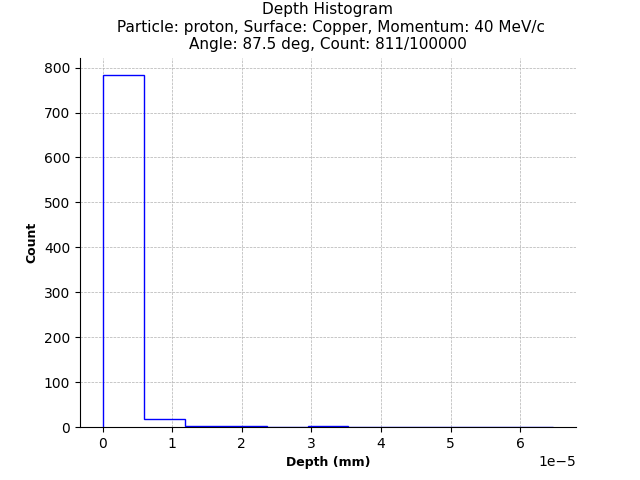 Depth Histogram
Particle: proton, Surface: Copper, Momentum: 40 MeV/c
Angle: 87.5 deg, Count: 811/100000
800
700
600
500
400
300
200
100
0
Count
0 1 2 3 4 5 6
1e−5
Depth (mm)